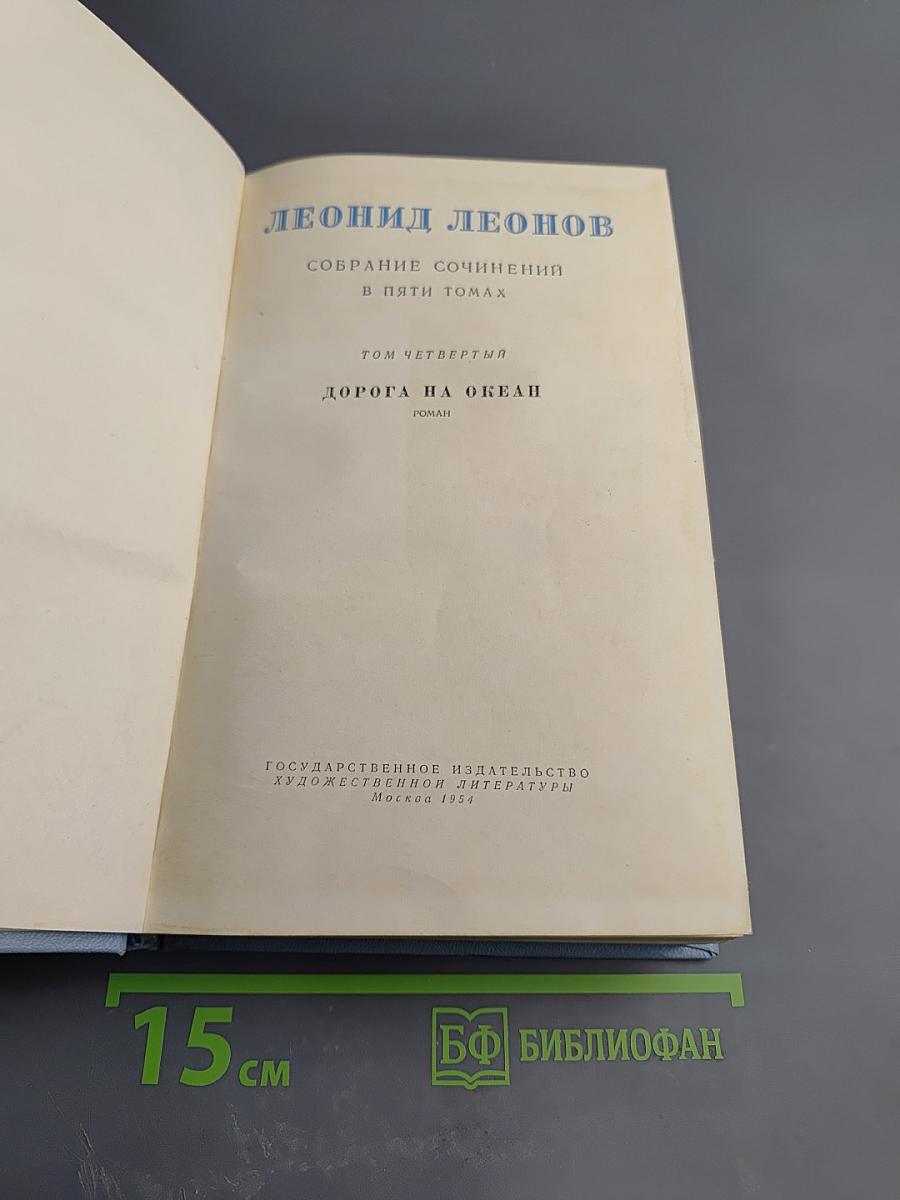 ЛЕОНИД ЛЕОНОВ
СОБРАНИЕ СОЧИНЕНИЙ
В ПЯТИ ТОМАХ
ТОМ ЧЕТВЕРТЫЙ
ДОРОГА НА ОКЕАН
РОМАН
ГОСУДАРСТВЕННОЕ ИЗДАТЕЛЬСТВО
ХУДОЖЕСТВЕННОЙ ЛИТЕРАТУРЫ
Москва 1954
15 см
БФ БИБЛИОФАН